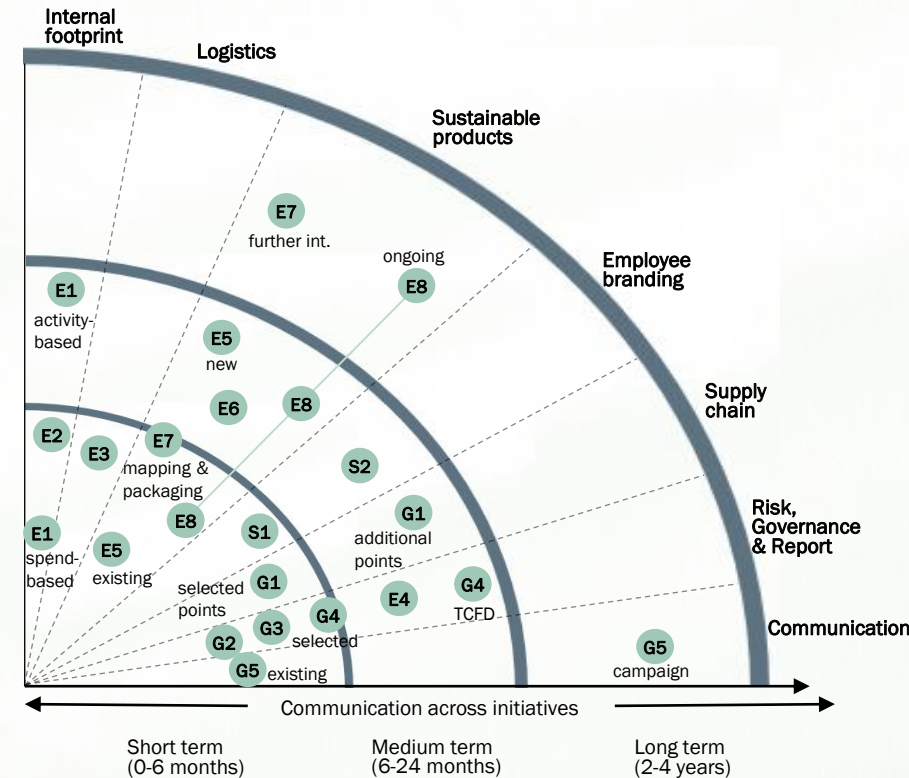 Internal
footprint
Logistics
Sustainable
products
Employee
branding
Supply
chain
Risk,
Governance
& Report
Communication
E7
further int.
ongoing
E8
E1
activity-
based
E5
new
E6
E8
E2
E3
E7
mapping &
packaging
E8
S2
G1
additional
points
E1
spend-
based
E5
existing
S1
selected
points
G1
G4
selected
E4
G4
TCFD
G2
G3
G5
existing
G5
campaign
Communication across initiatives
Short term
(0-6 months)
Medium term
(6-24 months)
Long term
(2-4 years)